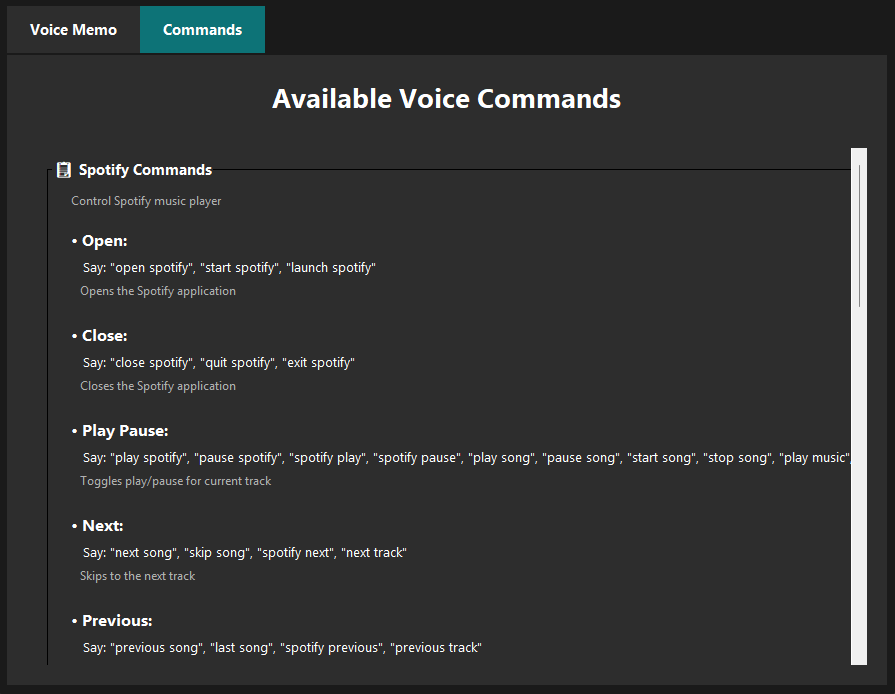 Voice Memo
Commands
Available Voice Commands
Spotify Commands
Control Spotify music player
• Open:
Say: "open spotify", "start spotify", "launch spotify"
Opens the Spotify application
• Close:
Say: "close spotify", "quit spotify", "exit spotify"
Closes the Spotify application
• Play Pause:
Say: "play spotify", "pause spotify", "spotify play", "spotify pause", "play song", "pause song", "start song", "stop song", "play music",
Toggles play/pause for current track
• Next:
Say: "next song", "skip song", "spotify next", "next track"
Skips to the next track
• Previous:
Say: "previous song", "last song", "spotify previous", "previous track"